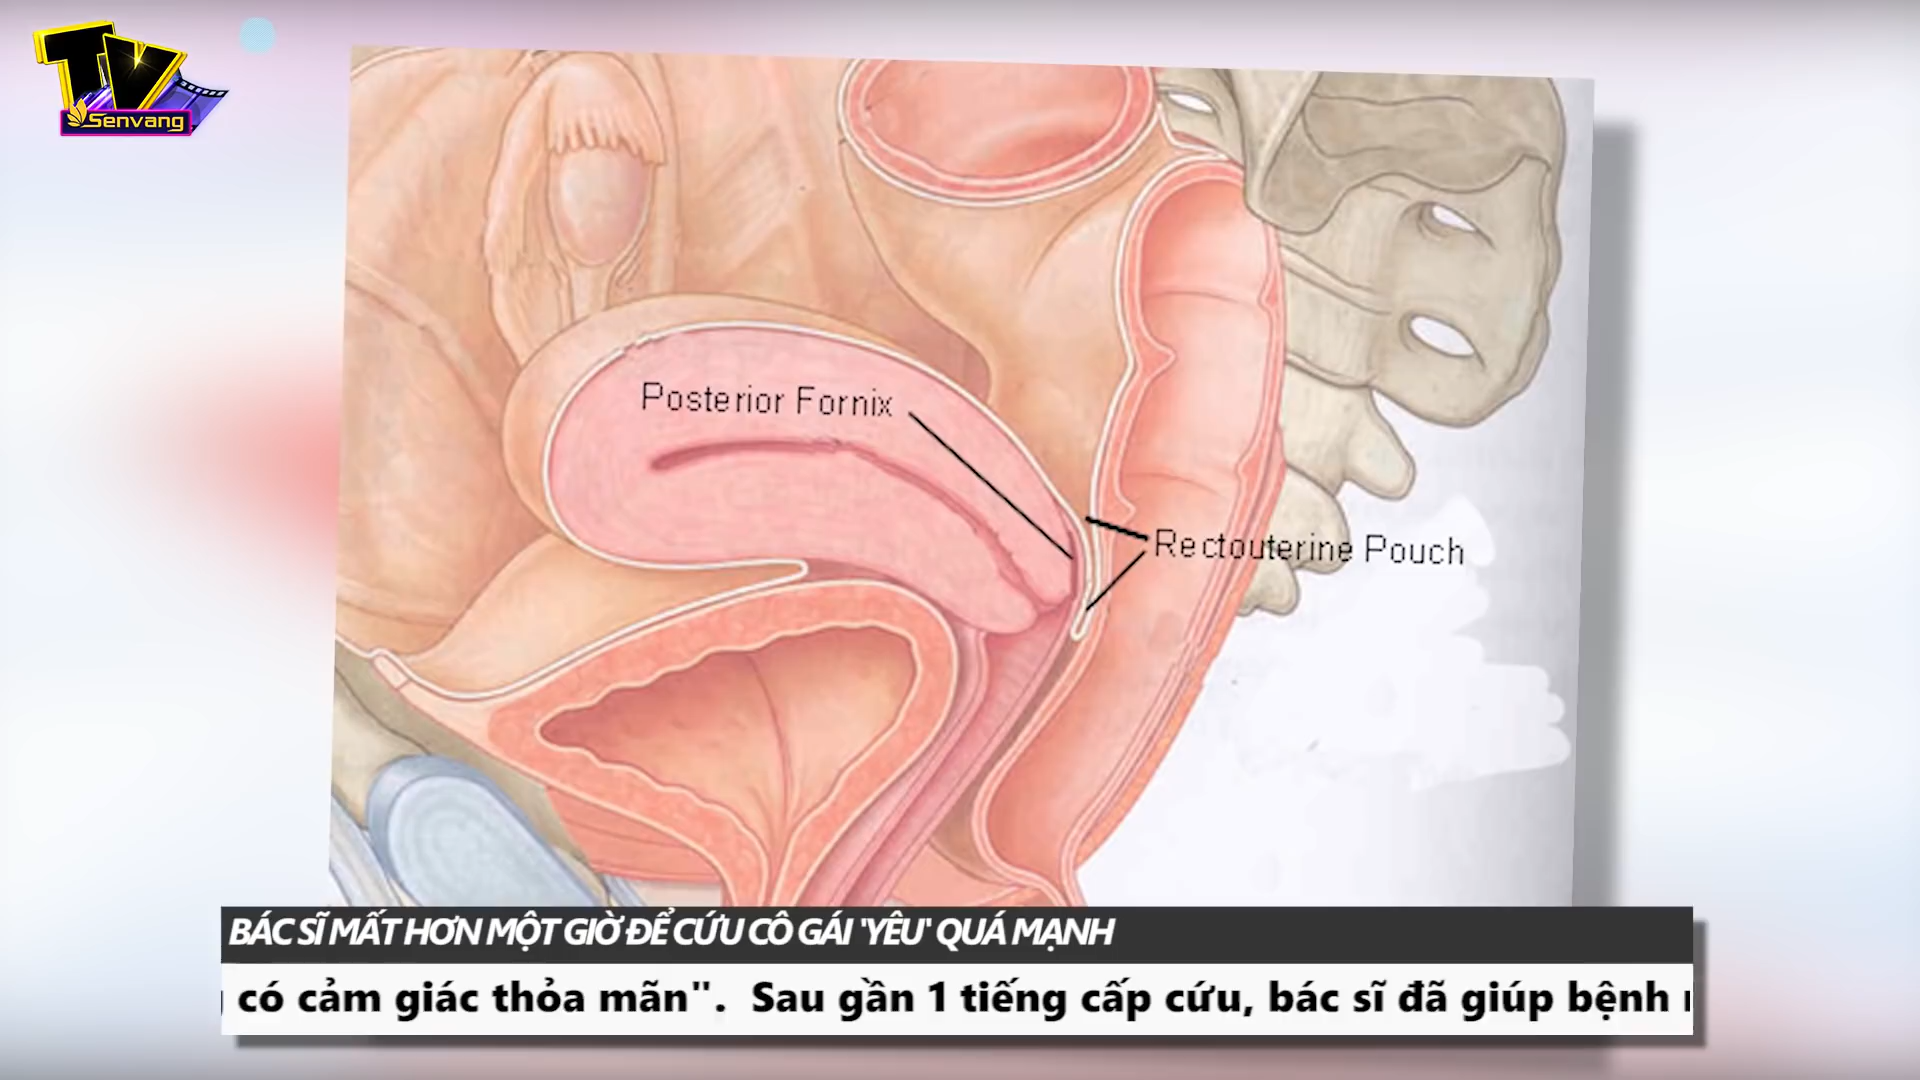 TV
Senvang
Posterior Fornix
Rectouterine Pouch
BÁC SĨ MẤT HƠN MỘT GIỜ ĐỂ CỨU CÔ GÁI 'YÊU' QUÁ MẠNH
có cảm giác thỏa mãn". Sau gần 1 tiếng cấp cứu, bác sĩ đã giúp bệnh